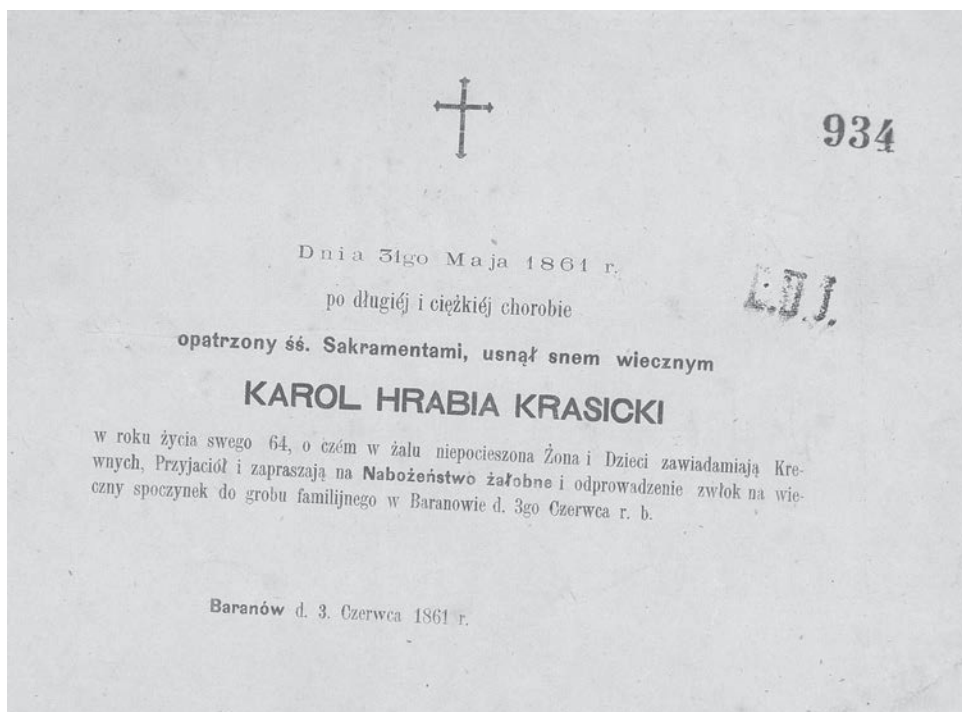 934
Dnia 31go Maja 1861 r.
po długiéj i ciężkiéj chorobie
opatrzony śś. Sakramentami, usnął snem wiecznym
KAROL HRABIA KRASICKI
w roku życia swego 64, o czém w żalu niepocieszona Żona i Dzieci zawiadamiają Kre-
wnych, Przyjaciół i zapraszają na Nabożeństwo żałobne i odprowadzenie zwłok na wie-
czny spoczynek do grobu familijnego w Baranowie d. 3go Czerwca r. b.
Baranów d. 3. Czerwca 1861 r.